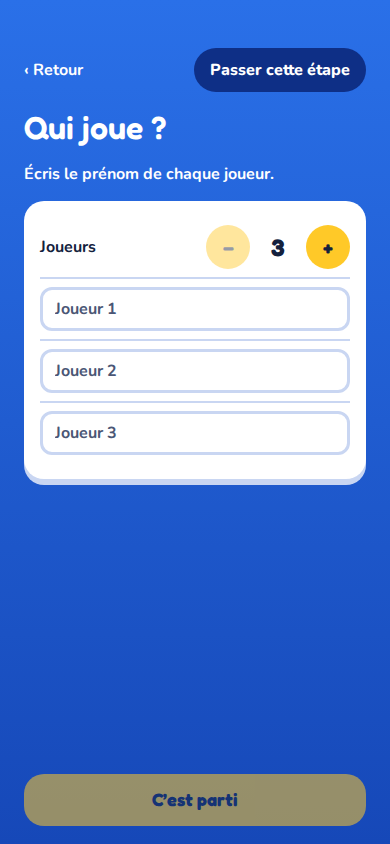 ‹ Retour
Passer cette étape
Qui joue ?
Écris le prénom de chaque joueur.
Joueurs
– 3 +
Joueur 1
Joueur 2
Joueur 3
C'est parti